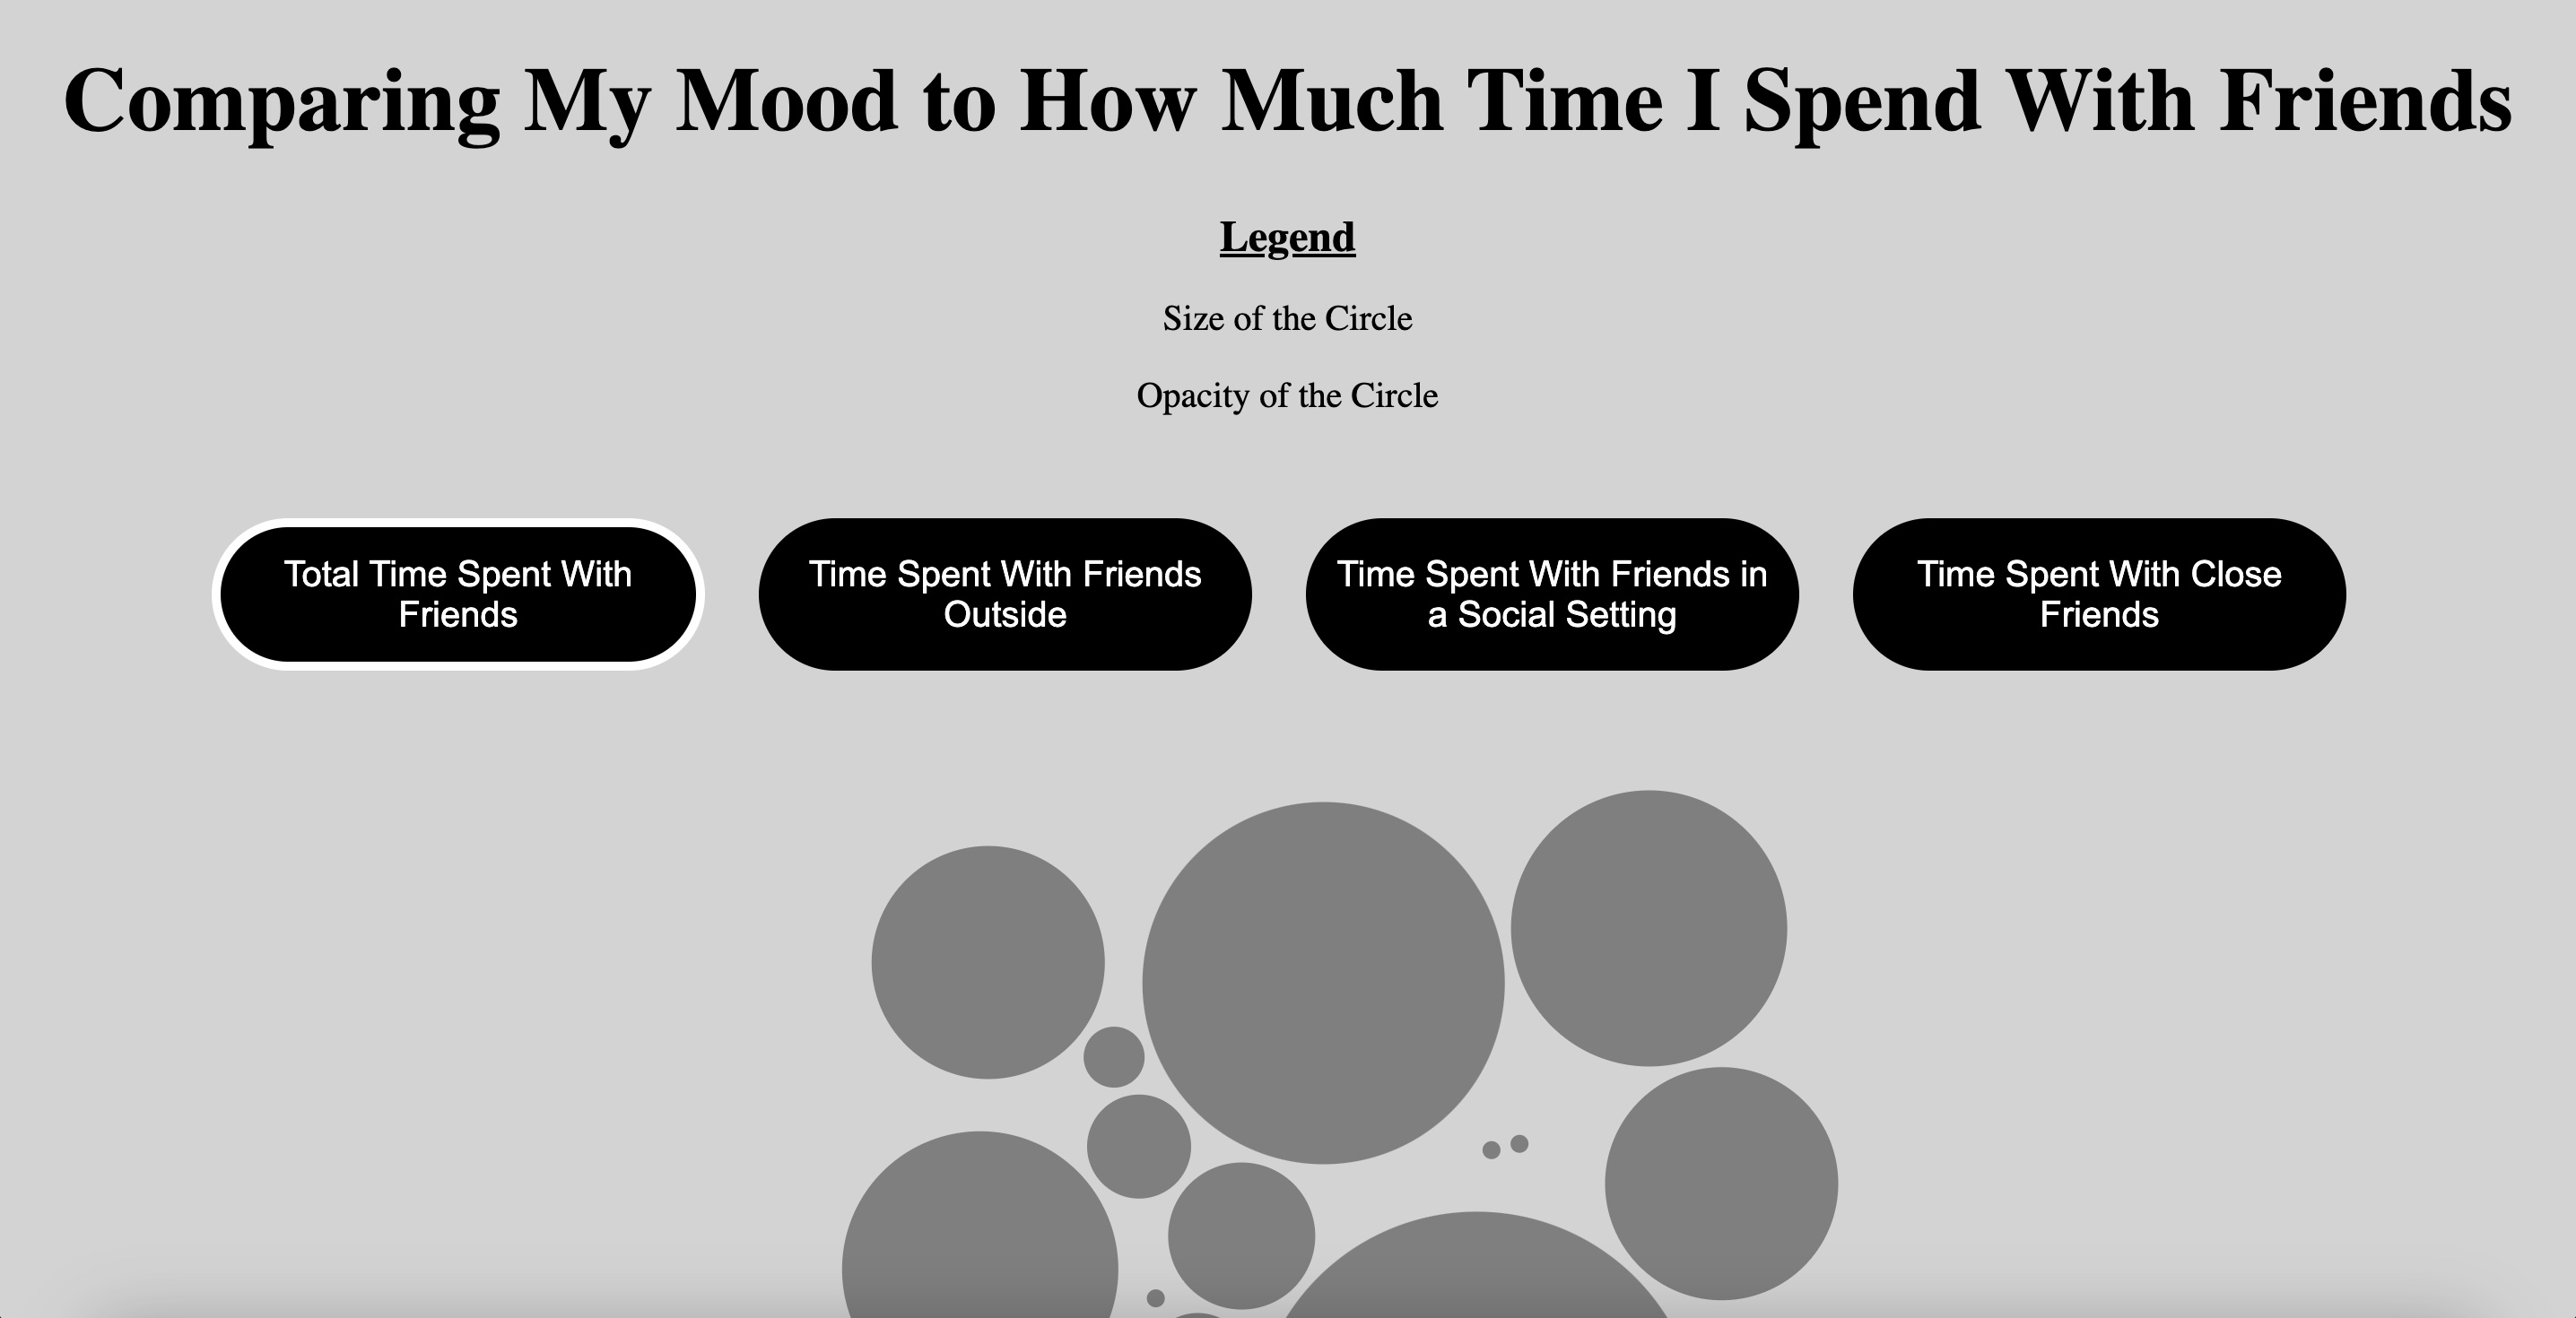 Comparing My Mood to How Much Time I Spend With Friends
Legend
Size of the Circle
Opacity of the Circle
Total Time Spent With
Friends
Time Spent With Friends
Outside
Time Spent With Friends in
a Social Setting
Time Spent With Close
Friends